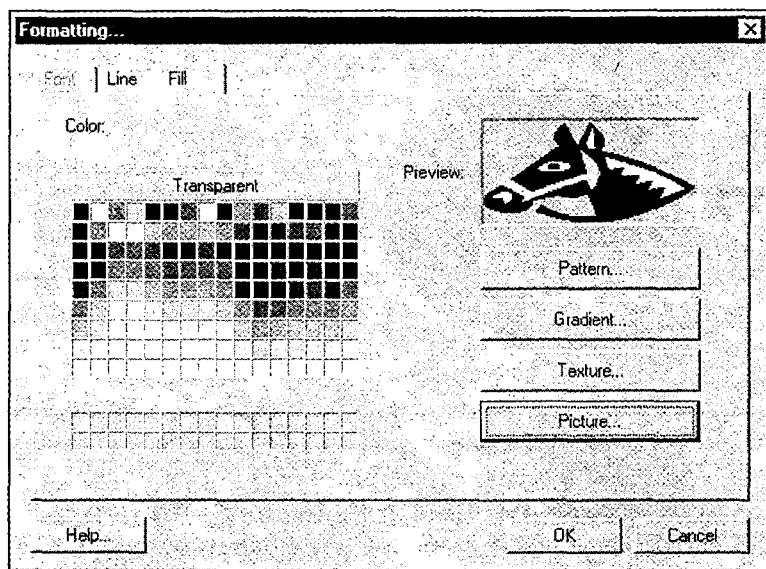 Formatting...
Font Line Fill
Color:
Transparent
Preview:
Pattern...
Gradient...
Texture...
Picture...
Help...
OK
Cancel